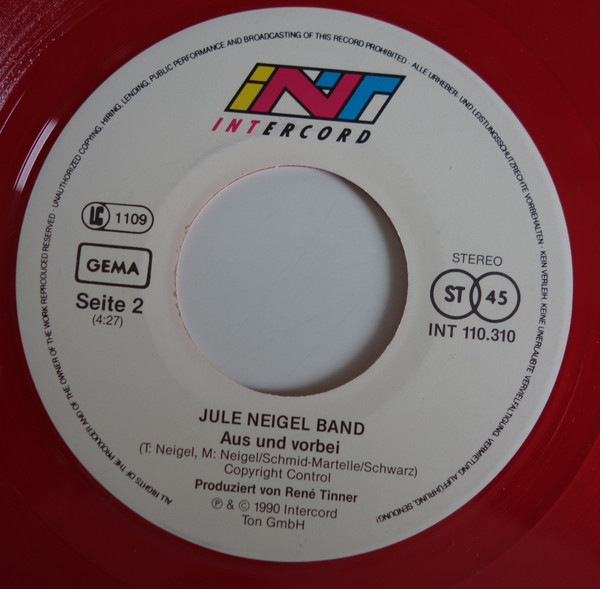 UNAUTHORIZED COPYING, HIRING, LENDING, PUBLIC PERFORMANCE AND BROADCASTING OF THIS RECORD PROHIBITED · ALLE URHEBER- UND LEISTUNGSSCHUTZRECHTE VORBEHALTEN · KEIN VERLEIH. KEINE UNERLAUBTE VERVIELFÄLTIGUNG, VERMIETUNG, AUFFÜHRUNG, SENDUNG!
ALL RIGHTS OF THE PRODUCER AND OF THE OWNER OF THE WORK REPRODUCED RESERVED ·
INT
INTERCORD
LC 1109
GEMA
Seite 2
(4:27)
STEREO
ST 45
INT 110.310
JULE NEIGEL BAND
Aus und vorbei
(T: Neigel, M: Neigel/Schmid-Martelle/Schwarz)
Copyright Control
Produziert von René Tinner
℗ & © 1990 Intercord
Ton GmbH